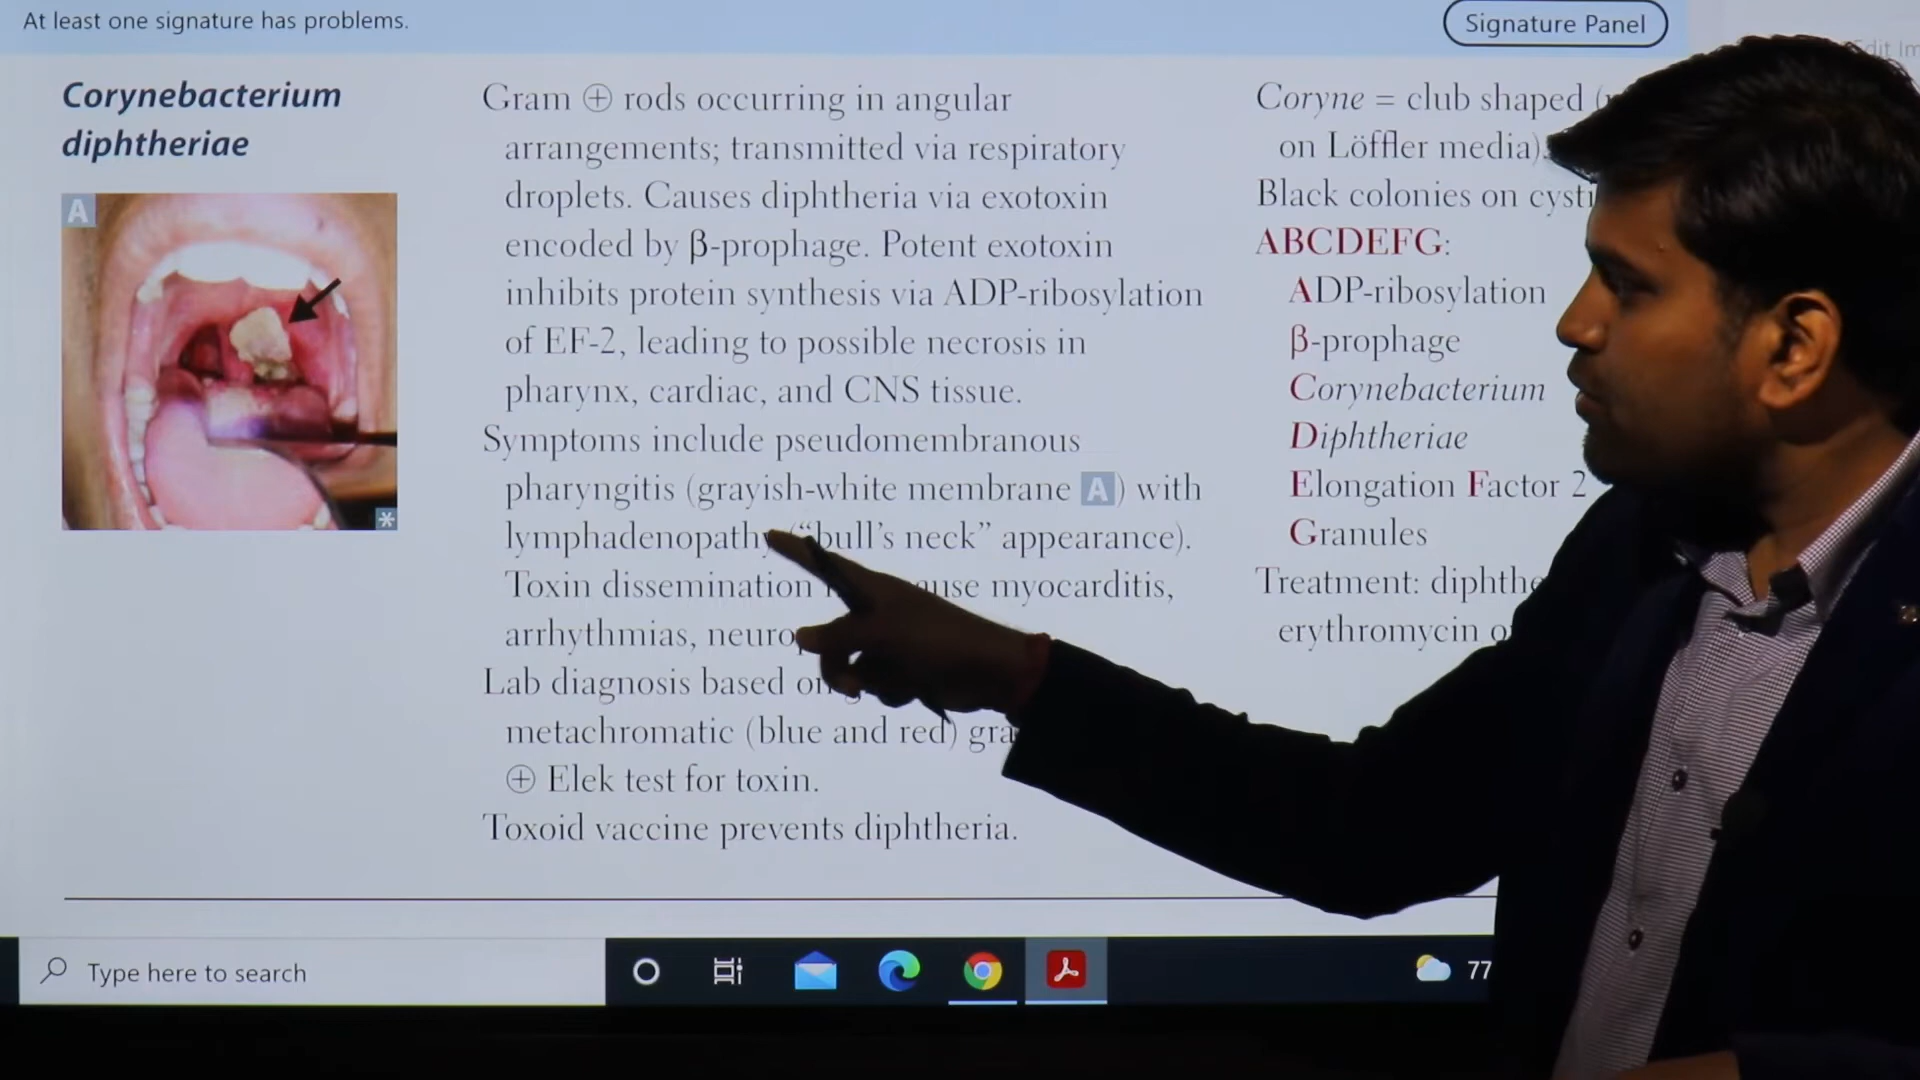 At least one signature has problems.
Signature Panel
Edit Im
Corynebacterium
diphtheriae
A
*
Gram ⊕ rods occurring in angular
arrangements; transmitted via respiratory
droplets. Causes diphtheria via exotoxin
encoded by β-prophage. Potent exotoxin
inhibits protein synthesis via ADP-ribosylation
of EF-2, leading to possible necrosis in
pharynx, cardiac, and CNS tissue.
Symptoms include pseudomembranous
pharyngitis (grayish-white membrane A) with
lymphadenopathy (“bull’s neck” appearance).
Toxin dissemination myocarditis,
arrhythmias,
Lab diagnosis based on
metachromatic (blue and red)
⊕ Elek test for toxin.
Toxoid vaccine prevents diphtheria.
Coryne = club shaped
on Löffler media).
Black colonies on
ABCDEFG:
ADP-ribosylation
β-prophage
Corynebacterium
Diphtheriae
Elongation Factor 2
Granules
Treatment:
erythromycin
Type here to search
77